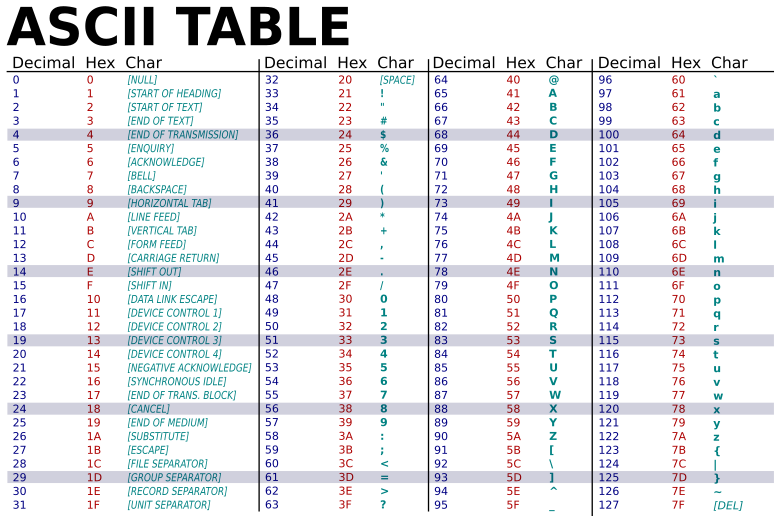 ASCII TABLE
Decimal Hex Char Decimal Hex Char Decimal Hex Char Decimal Hex Char
0 0 [NULL] 32 20 [SPACE] 64 40 @ 96 60 `
1 1 [START OF HEADING] 33 21 ! 65 41 A 97 61 a
2 2 [START OF TEXT] 34 22 " 66 42 B 98 62 b
3 3 [END OF TEXT] 35 23 # 67 43 C 99 63 c
4 4 [END OF TRANSMISSION] 36 24 $ 68 44 D 100 64 d
5 5 [ENQUIRY] 37 25 % 69 45 E 101 65 e
6 6 [ACKNOWLEDGE] 38 26 & 70 46 F 102 66 f
7 7 [BELL] 39 27 ' 71 47 G 103 67 g
8 8 [BACKSPACE] 40 28 ( 72 48 H 104 68 h
9 9 [HORIZONTAL TAB] 41 29 ) 73 49 I 105 69 i
10 A [LINE FEED] 42 2A * 74 4A J 106 6A j
11 B [VERTICAL TAB] 43 2B + 75 4B K 107 6B k
12 C [FORM FEED] 44 2C , 76 4C L 108 6C l
13 D [CARRIAGE RETURN] 45 2D - 77 4D M 109 6D m
14 E [SHIFT OUT] 46 2E . 78 4E N 110 6E n
15 F [SHIFT IN] 47 2F / 79 4F O 111 6F o
16 10 [DATA LINK ESCAPE] 48 30 0 80 50 P 112 70 p
17 11 [DEVICE CONTROL 1] 49 31 1 81 51 Q 113 71 q
18 12 [DEVICE CONTROL 2] 50 32 2 82 52 R 114 72 r
19 13 [DEVICE CONTROL 3] 51 33 3 83 53 S 115 73 s
20 14 [DEVICE CONTROL 4] 52 34 4 84 54 T 116 74 t
21 15 [NEGATIVE ACKNOWLEDGE] 53 35 5 85 55 U 117 75 u
22 16 [SYNCHRONOUS IDLE] 54 36 6 86 56 V 118 76 v
23 17 [END OF TRANS. BLOCK] 55 37 7 87 57 W 119 77 w
24 18 [CANCEL] 56 38 8 88 58 X 120 78 x
25 19 [END OF MEDIUM] 57 39 9 89 59 Y 121 79 y
26 1A [SUBSTITUTE] 58 3A : 90 5A Z 122 7A z
27 1B [ESCAPE] 59 3B ; 91 5B [ 123 7B {
28 1C [FILE SEPARATOR] 60 3C < 92 5C \ 124 7C |
29 1D [GROUP SEPARATOR] 61 3D = 93 5D ] 125 7D }
30 1E [RECORD SEPARATOR] 62 3E > 94 5E ^ 126 7E ~
31 1F [UNIT SEPARATOR] 63 3F ? 95 5F _ 127 7F [DEL]